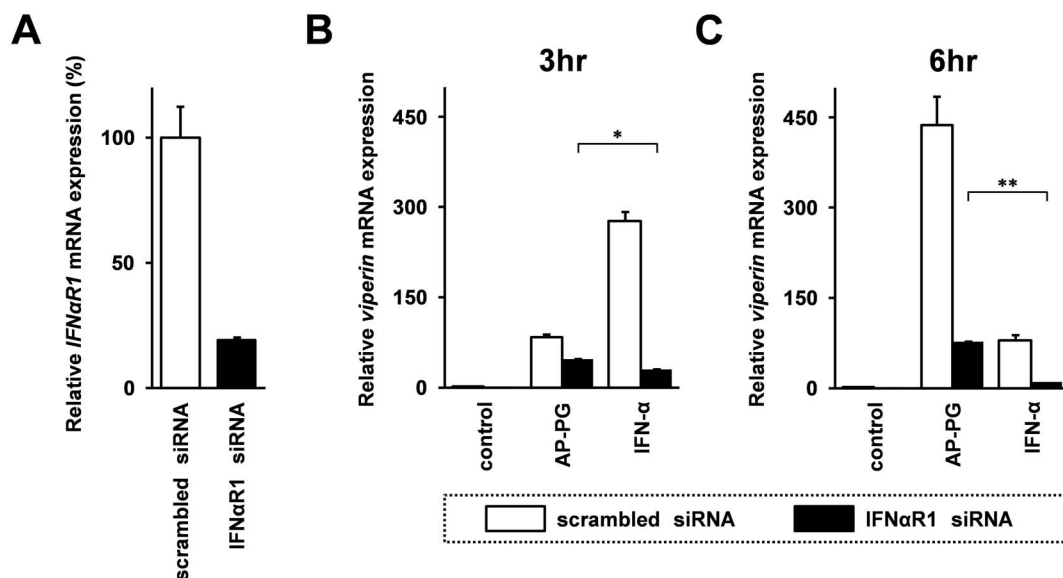 A
Relative IFNαR1 mRNA expression (%)
100
50
0
scrambled siRNA
IFNαR1 siRNA
B
3hr
Relative viperin mRNA expression
450
300
150
0
*
control
AP-PG
IFN-α
C
6hr
Relative viperin mRNA expression
450
300
150
0
**
control
AP-PG
IFN-α
scrambled siRNA
IFNαR1 siRNA